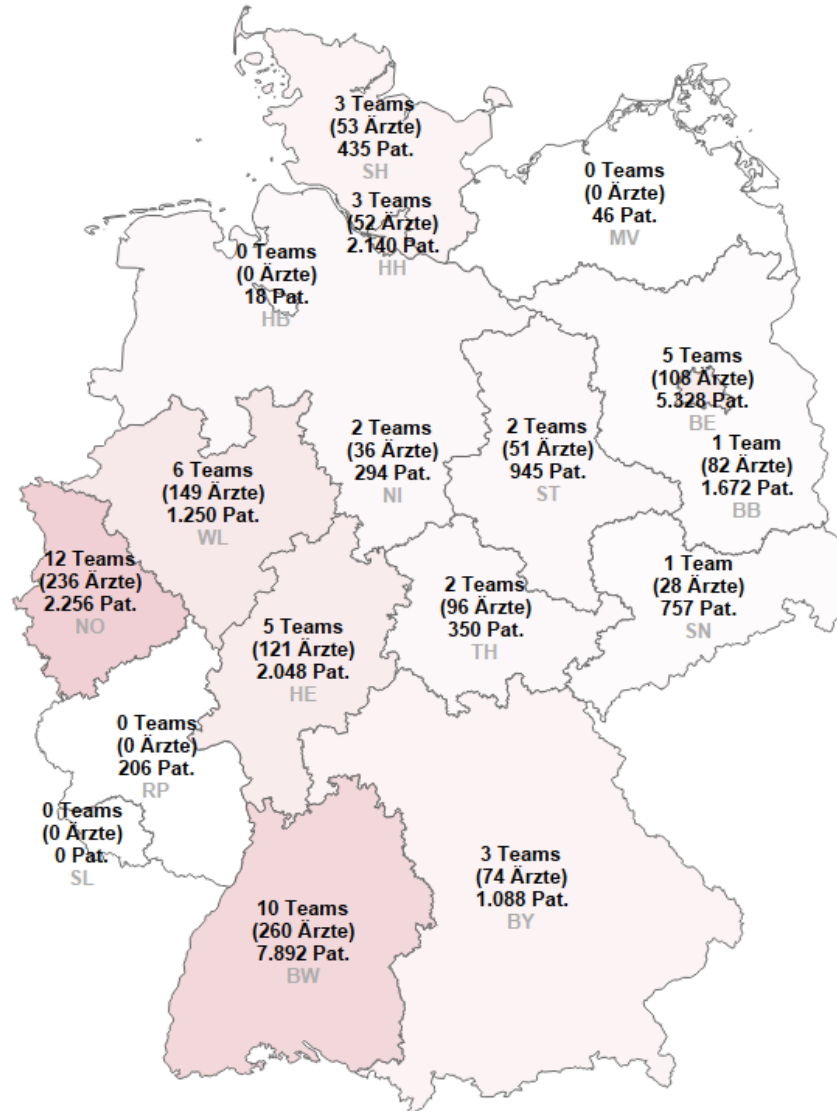 3 Teams
(53 Ärzte)
435 Pat.
SH
3 Teams
(52 Ärzte)
2.140 Pat.
HH
0 Teams
(0 Ärzte)
46 Pat.
MV
0 Teams
(0 Ärzte)
18 Pat.
HB
5 Teams
(108 Ärzte)
5.328 Pat.
BE
1 Team
(82 Ärzte)
1.672 Pat.
BB
2 Teams
(36 Ärzte)
294 Pat.
NI
2 Teams
(51 Ärzte)
945 Pat.
ST
6 Teams
(149 Ärzte)
1.250 Pat.
WL
12 Teams
(236 Ärzte)
2.256 Pat.
NO
5 Teams
(121 Ärzte)
2.048 Pat.
HE
2 Teams
(96 Ärzte)
350 Pat.
TH
1 Team
(28 Ärzte)
757 Pat.
SN
0 Teams
(0 Ärzte)
206 Pat.
RP
0 Teams
(0 Ärzte)
0 Pat.
SL
10 Teams
(260 Ärzte)
7.892 Pat.
BW
3 Teams
(74 Ärzte)
1.088 Pat.
BY